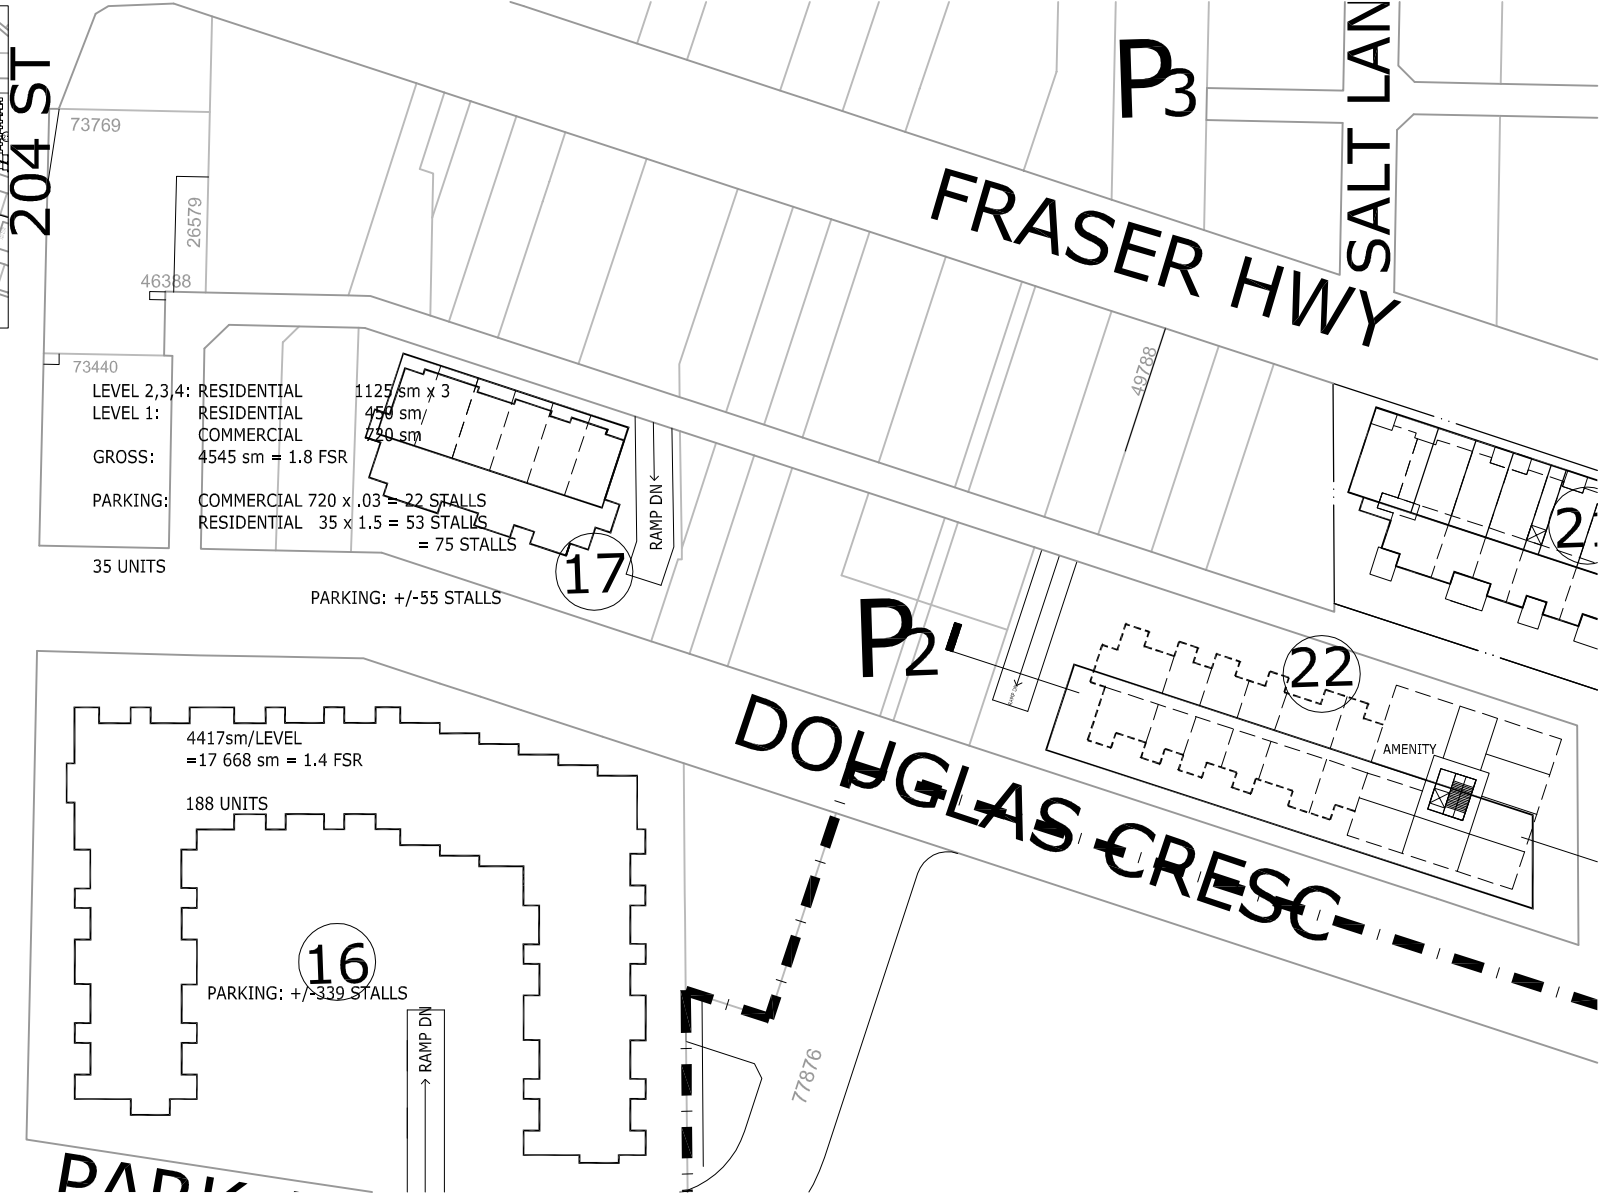 204 ST
P3
SALT LAN
73769
26579
FRASER HWY
46388
73440
49788
LEVEL 2,3,4: RESIDENTIAL 1125 sm x 3
LEVEL 1: RESIDENTIAL 450 sm
COMMERCIAL 720 sm
GROSS: 4545 sm = 1.8 FSR
PARKING: COMMERCIAL 720 x .03 = 22 STALLS
RESIDENTIAL 35 x 1.5 = 53 STALLS
= 75 STALLS
35 UNITS
RAMP DN
17
PARKING: +/-55 STALLS
P2
22
DOUGLAS CRESC
AMENITY
4417sm/LEVEL
=17 668 sm = 1.4 FSR
188 UNITS
16
PARKING: +/-339 STALLS
RAMP DN
77876
PARK